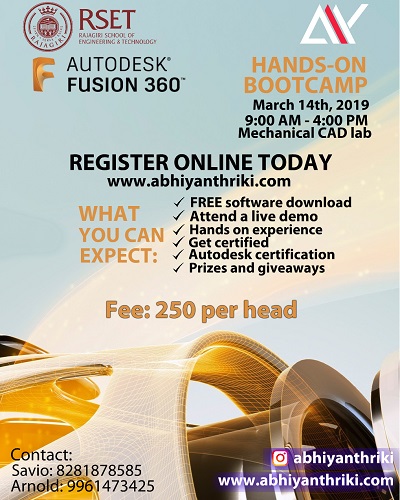 RSET
RAJAGIRI SCHOOL OF
ENGINEERING & TECHNOLOGY
RAJAGIRI
AUTODESK®
FUSION 360™
HANDS-ON
BOOTCAMP
March 14th, 2019
9:00 AM - 4:00 PM
Mechanical CAD lab
REGISTER ONLINE TODAY
www.abhiyanthriki.com
WHAT
YOU CAN
EXPECT:
✓ FREE software download
✓ Attend a live demo
✓ Hands on experience
✓ Get certified
✓ Autodesk certification
✓ Prizes and giveaways
Fee: 250 per head
Contact:
Savio: 8281878585
Arnold: 9961473425
abhiyanthriki
www.abhiyanthriki.com